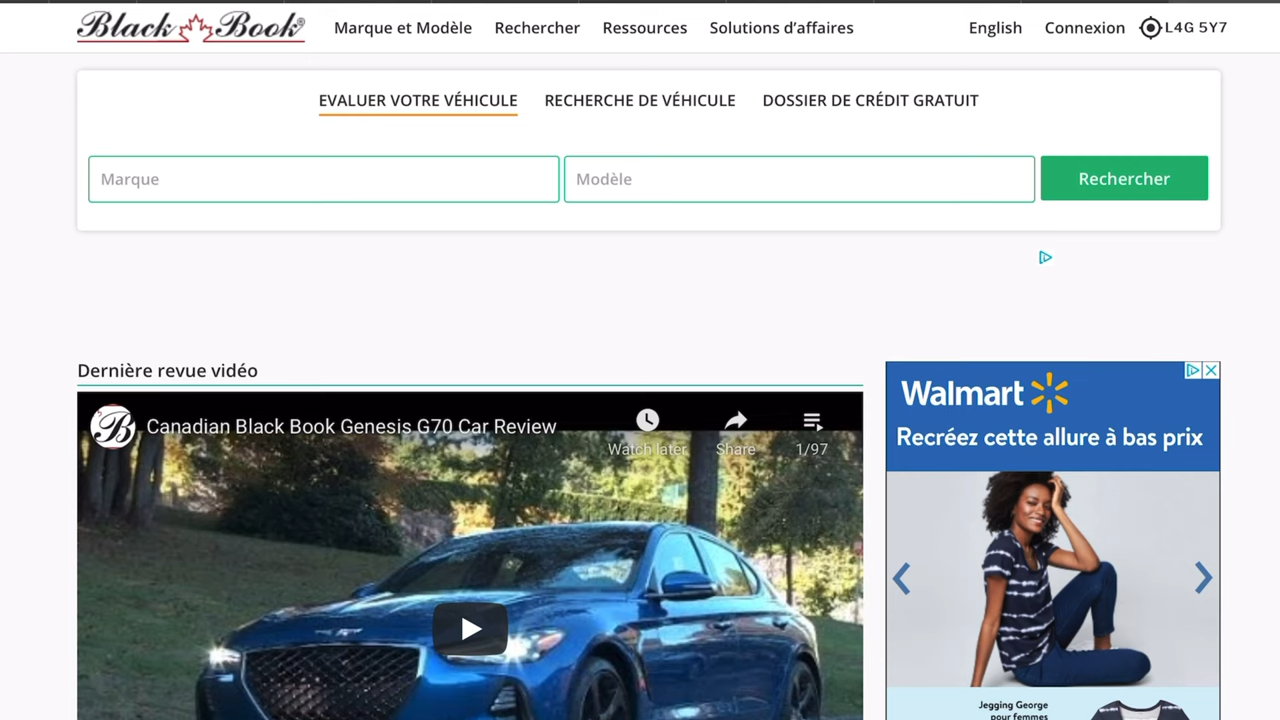 Black Book® Marque et Modèle Rechercher Ressources Solutions d’affaires English Connexion L4G 5Y7
EVALUER VOTRE VÉHICULE RECHERCHE DE VÉHICULE DOSSIER DE CRÉDIT GRATUIT
Marque Modèle Rechercher
Dernière revue vidéo
B Canadian Black Book Genesis G70 Car Review
Watch later Share 1/97
Walmart
Recréez cette allure à bas prix
Jegging George
pour femmes